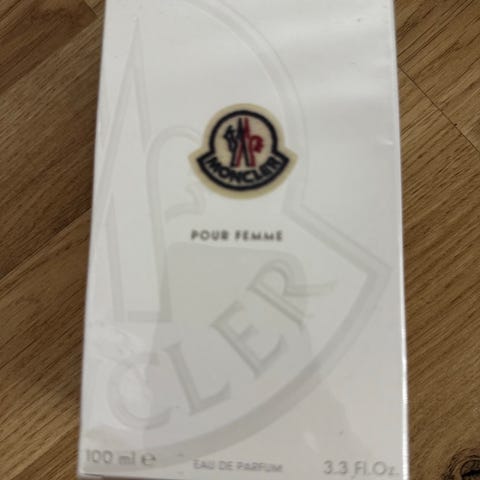 MONCLER
POUR FEMME
CLER
100 ml e
EAU DE PARFUM
3.3 Fl.Oz.